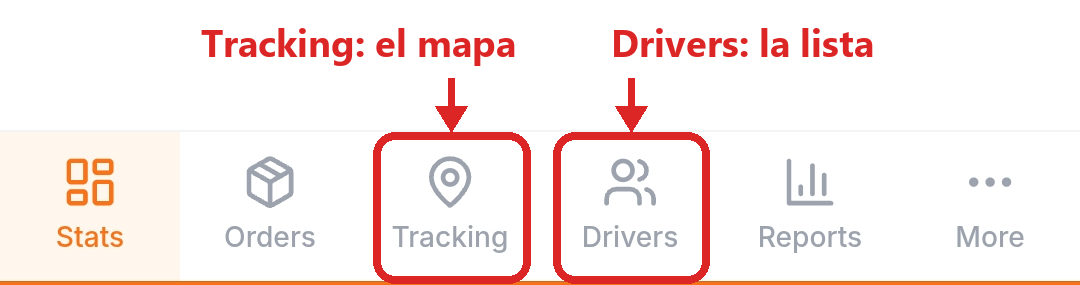 Tracking: el mapa
Drivers: la lista
Stats
Orders
Tracking
Drivers
Reports
More